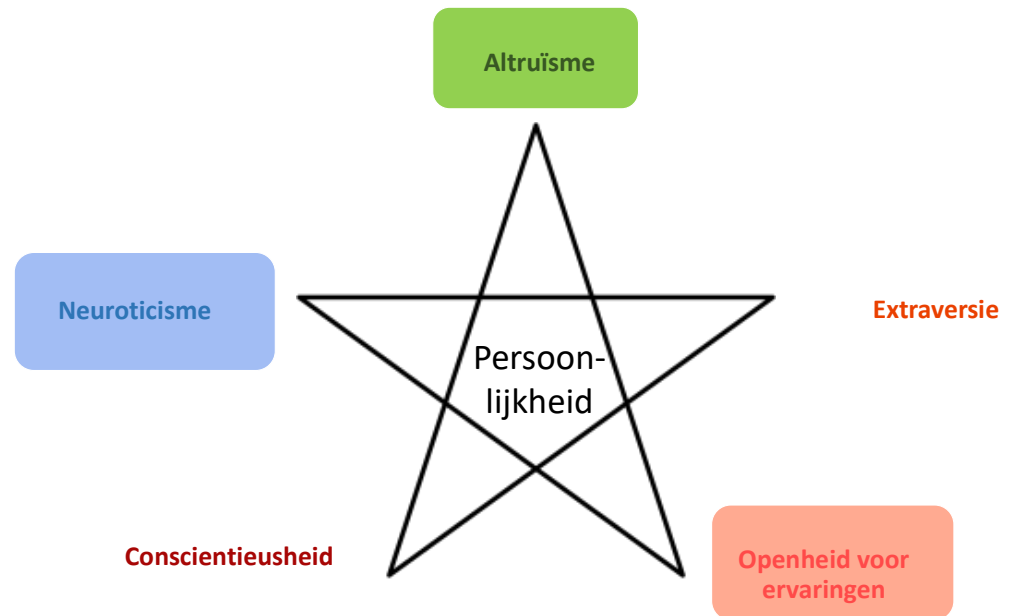 Altruïsme
Neuroticisme
Extraversie
Persoon-
lijkheid
Conscientieusheid
Openheid voor
ervaringen